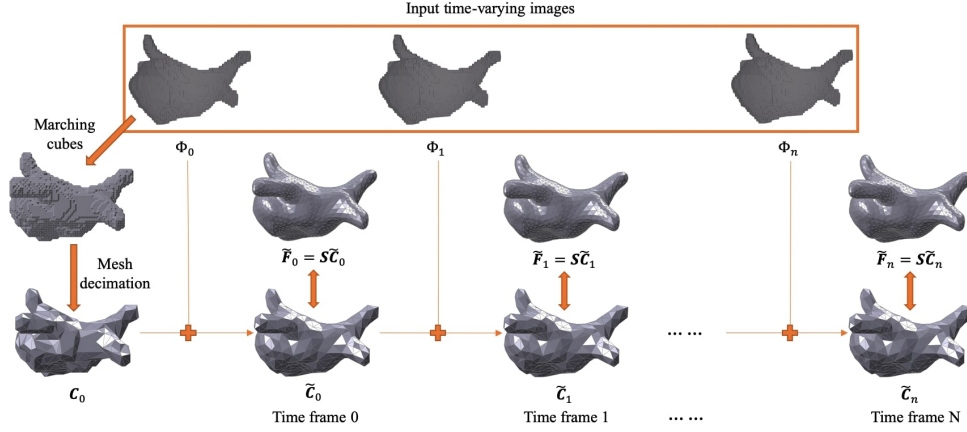 Input time-varying images
Marching
cubes
Φ₀
Φ₁
Φₙ
F̃₀ = SC̃₀
F̃₁ = SC̃₁
F̃ₙ = SC̃ₙ
Mesh
decimation
... ...
C₀
C̃₀
C̃₁
C̃ₙ
Time frame 0
Time frame 1
... ...
Time frame N